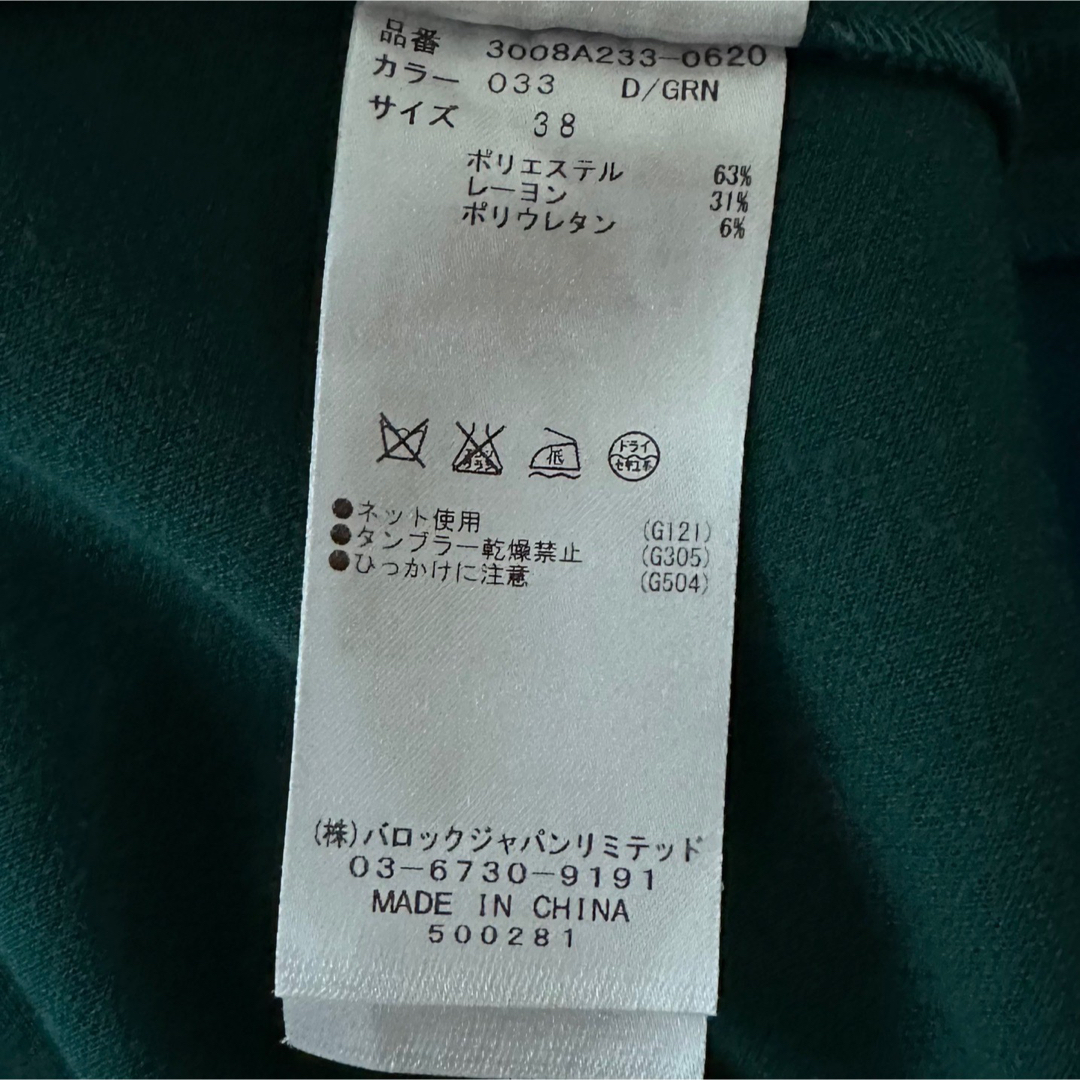 品番 3008A233-0620
カラー 033 D/GRN
サイズ 38
ポリエステル 63%
レーヨン 31%
ポリウレタン 6%
低
ドライ
セキユ系
●ネット使用 (G121)
●タンブラー乾燥禁止 (G305)
●ひっかけに注意 (G504)
(株)バロックジャパンリミテッド
03-6730-9191
MADE IN CHINA
500281